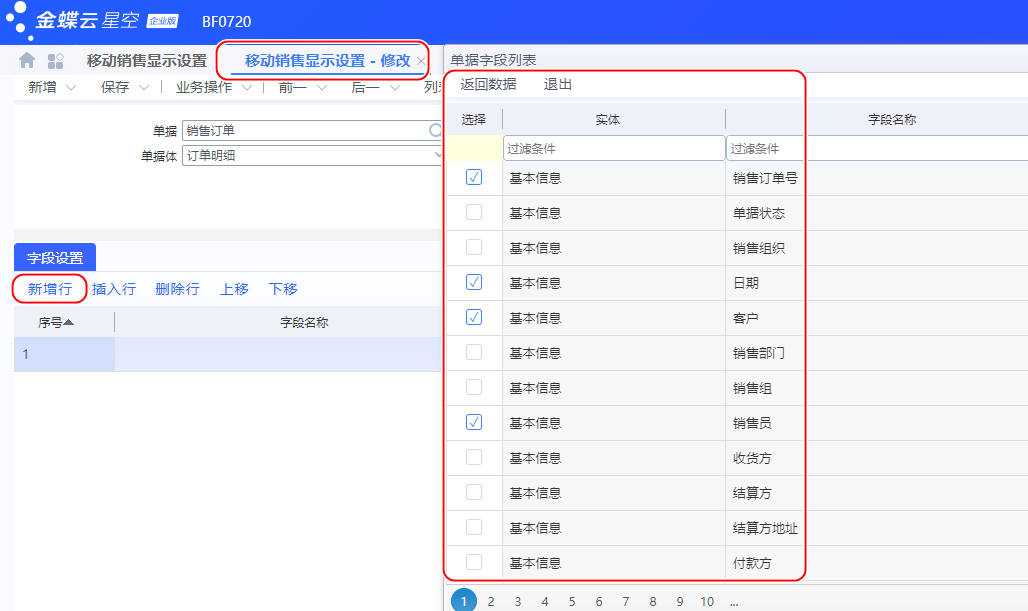 金蝶云星空 企业版 BF0720
移动销售显示设置 移动销售显示设置 - 修改 ×
新增 保存 业务操作 前一 后一
单据 销售订单
单据体 订单明细
字段设置
新增行 插入行 删除行 上移 下移
序号 字段名称
1
单据字段列表
返回数据 退出
选择 实体 字段名称
过滤条件 过滤条件
基本信息 销售订单号
基本信息 单据状态
基本信息 销售组织
基本信息 日期
基本信息 客户
基本信息 销售部门
基本信息 销售组
基本信息 销售员
基本信息 收货方
基本信息 结算方
基本信息 结算方地址
基本信息 付款方
1 2 3 4 5 6 7 8 9 10 ...